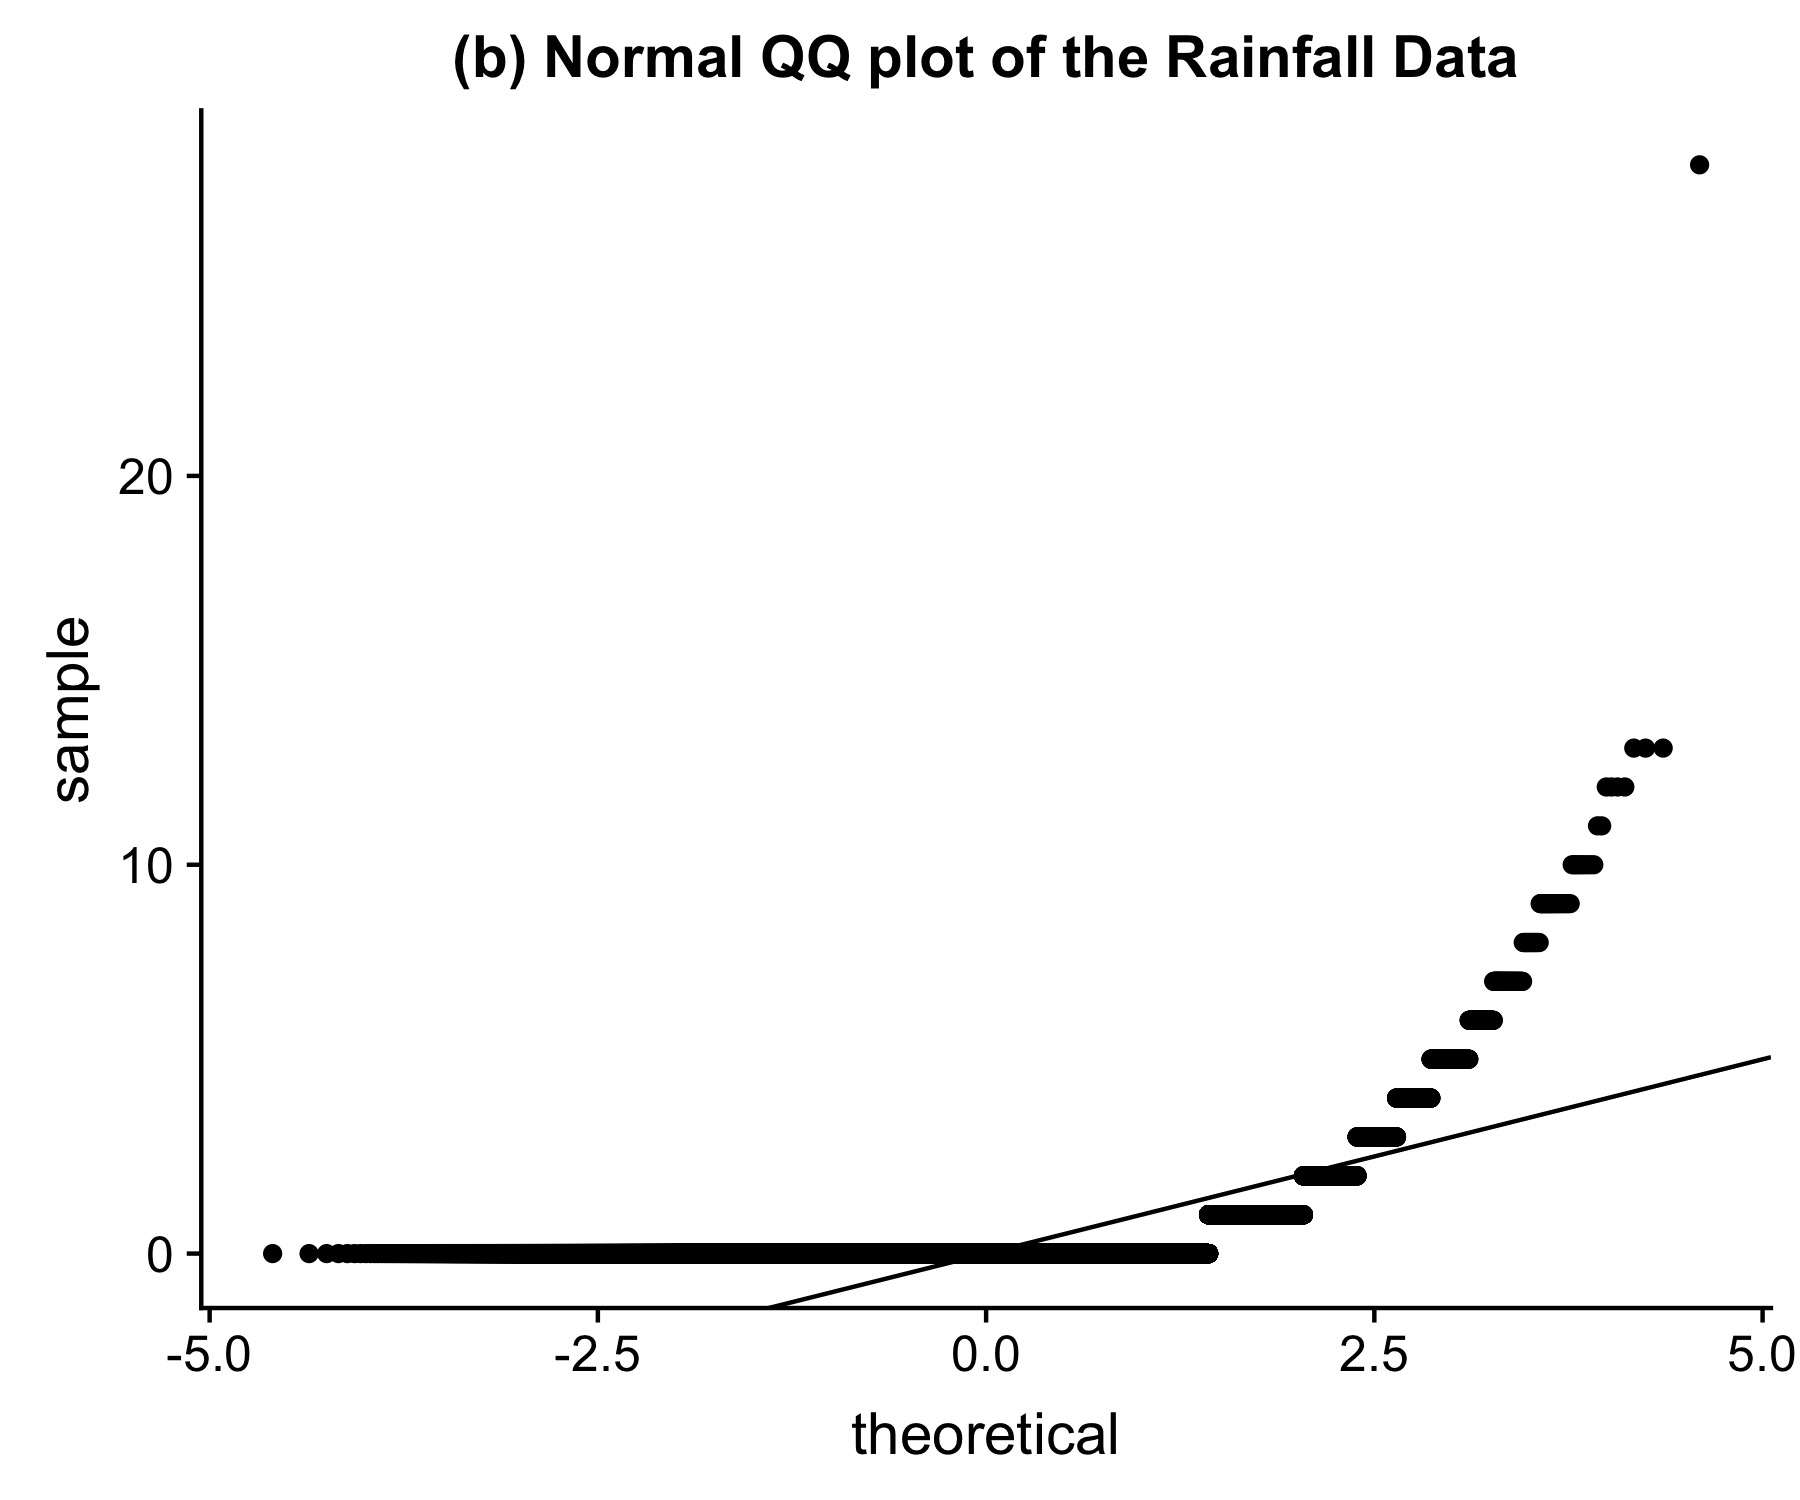 (b) Normal QQ plot of the Rainfall Data
20
10
0
sample
-5.0 -2.5 0.0 2.5 5.0
theoretical